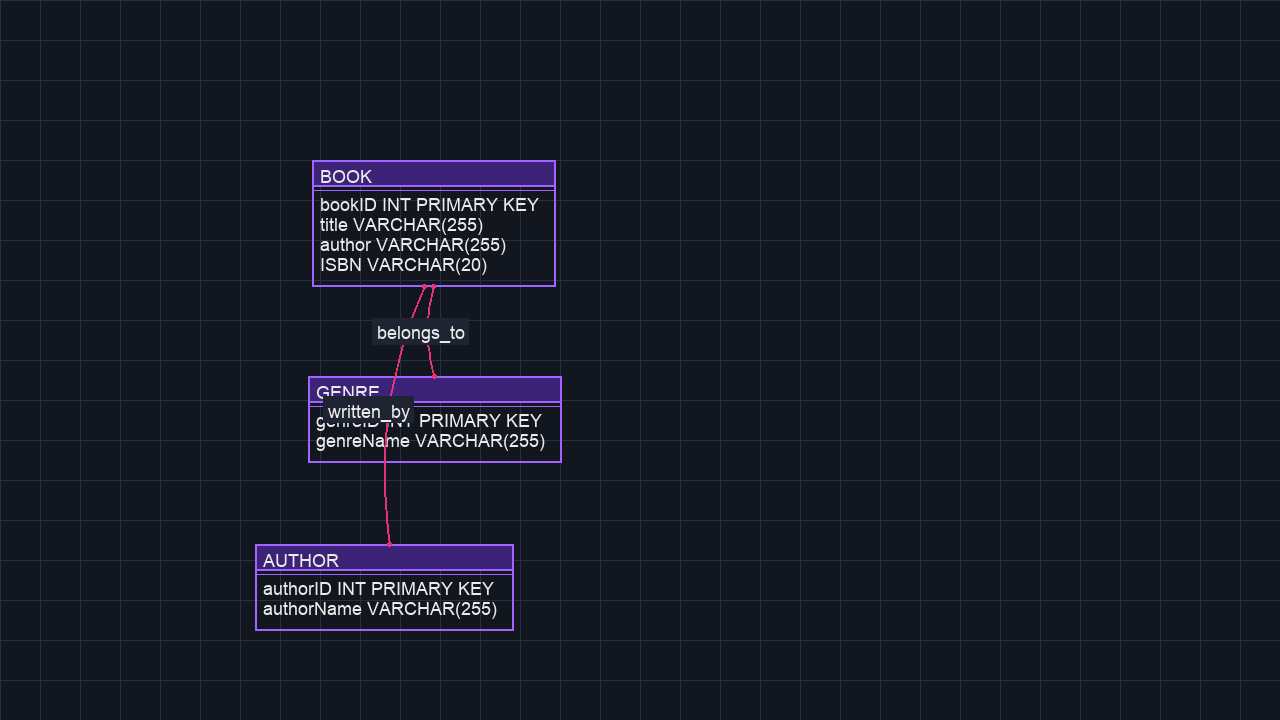 BOOK
bookID INT PRIMARY KEY
title VARCHAR(255)
author VARCHAR(255)
ISBN VARCHAR(20)
belongs_to
GENRE
written_by
genreID INT PRIMARY KEY
genreName VARCHAR(255)
AUTHOR
authorID INT PRIMARY KEY
authorName VARCHAR(255)